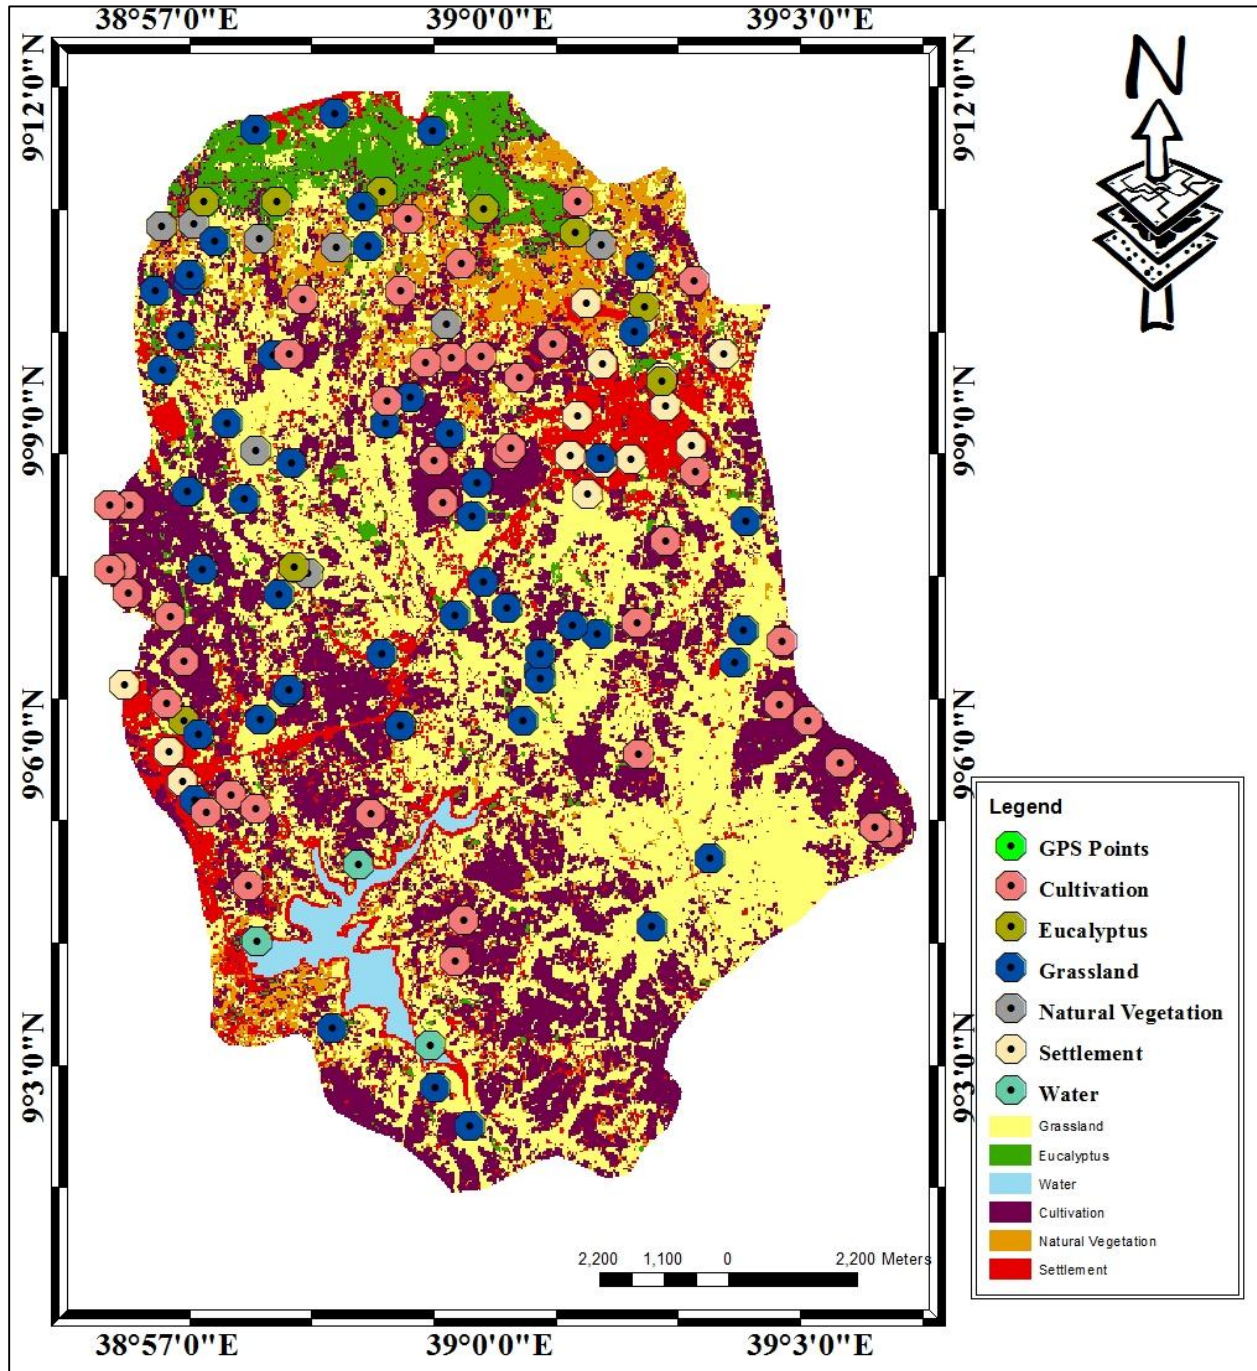 38°57'0"E 39°0'0"E 39°3'0"E
N
9°12'0"N 9°12'0"N
9°9'0"N 9°9'0"N
9°6'0"N 9°6'0"N
9°3'0"N 9°3'0"N
Legend
GPS Points
Cultivation
Eucalyptus
Grassland
Natural Vegetation
Settlement
Water
Grassland
Eucalyptus
Water
Cultivation
Natural Vegetation
Settlement
2,200 1,100 0 2,200 Meters
38°57'0"E 39°0'0"E 39°3'0"E